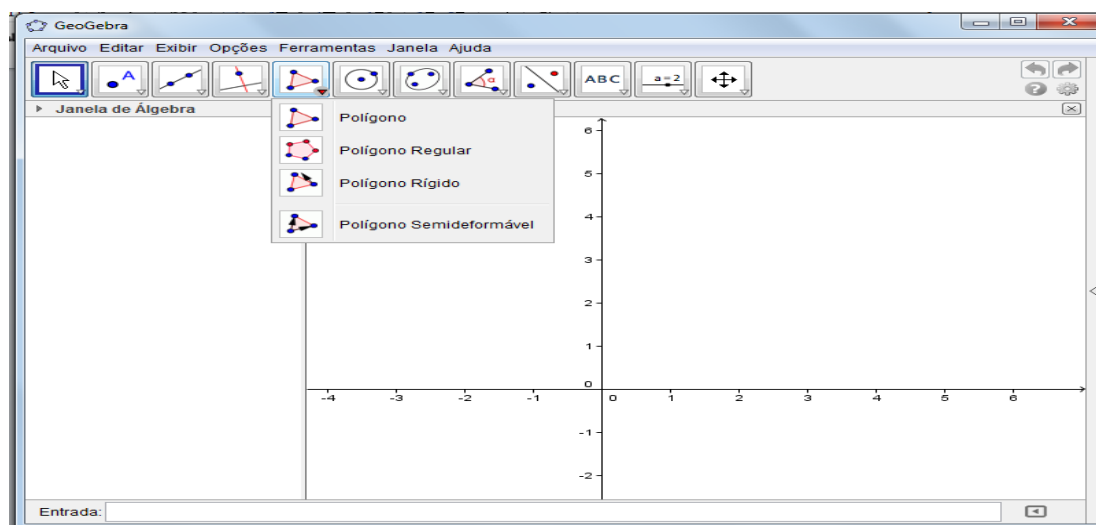 GeoGebra
Arquivo Editar Exibir Opções Ferramentas Janela Ajuda
A
α
ABC
a=2
Janela de Álgebra
Polígono
Polígono Regular
Polígono Rígido
Polígono Semideformável
6
5
4
3
2
1
0
-4 -3 -2 -1 0 1 2 3 4 5 6
-1
-2
Entrada: